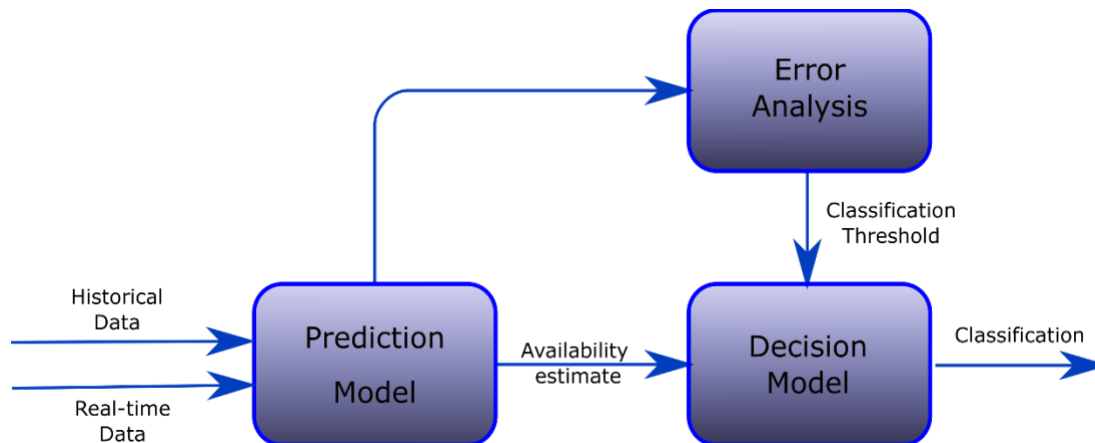 Error
Analysis
Classification
Threshold
Historical
Data
Prediction
Model
Real-time
Data
Availability
estimate
Decision
Model
Classification